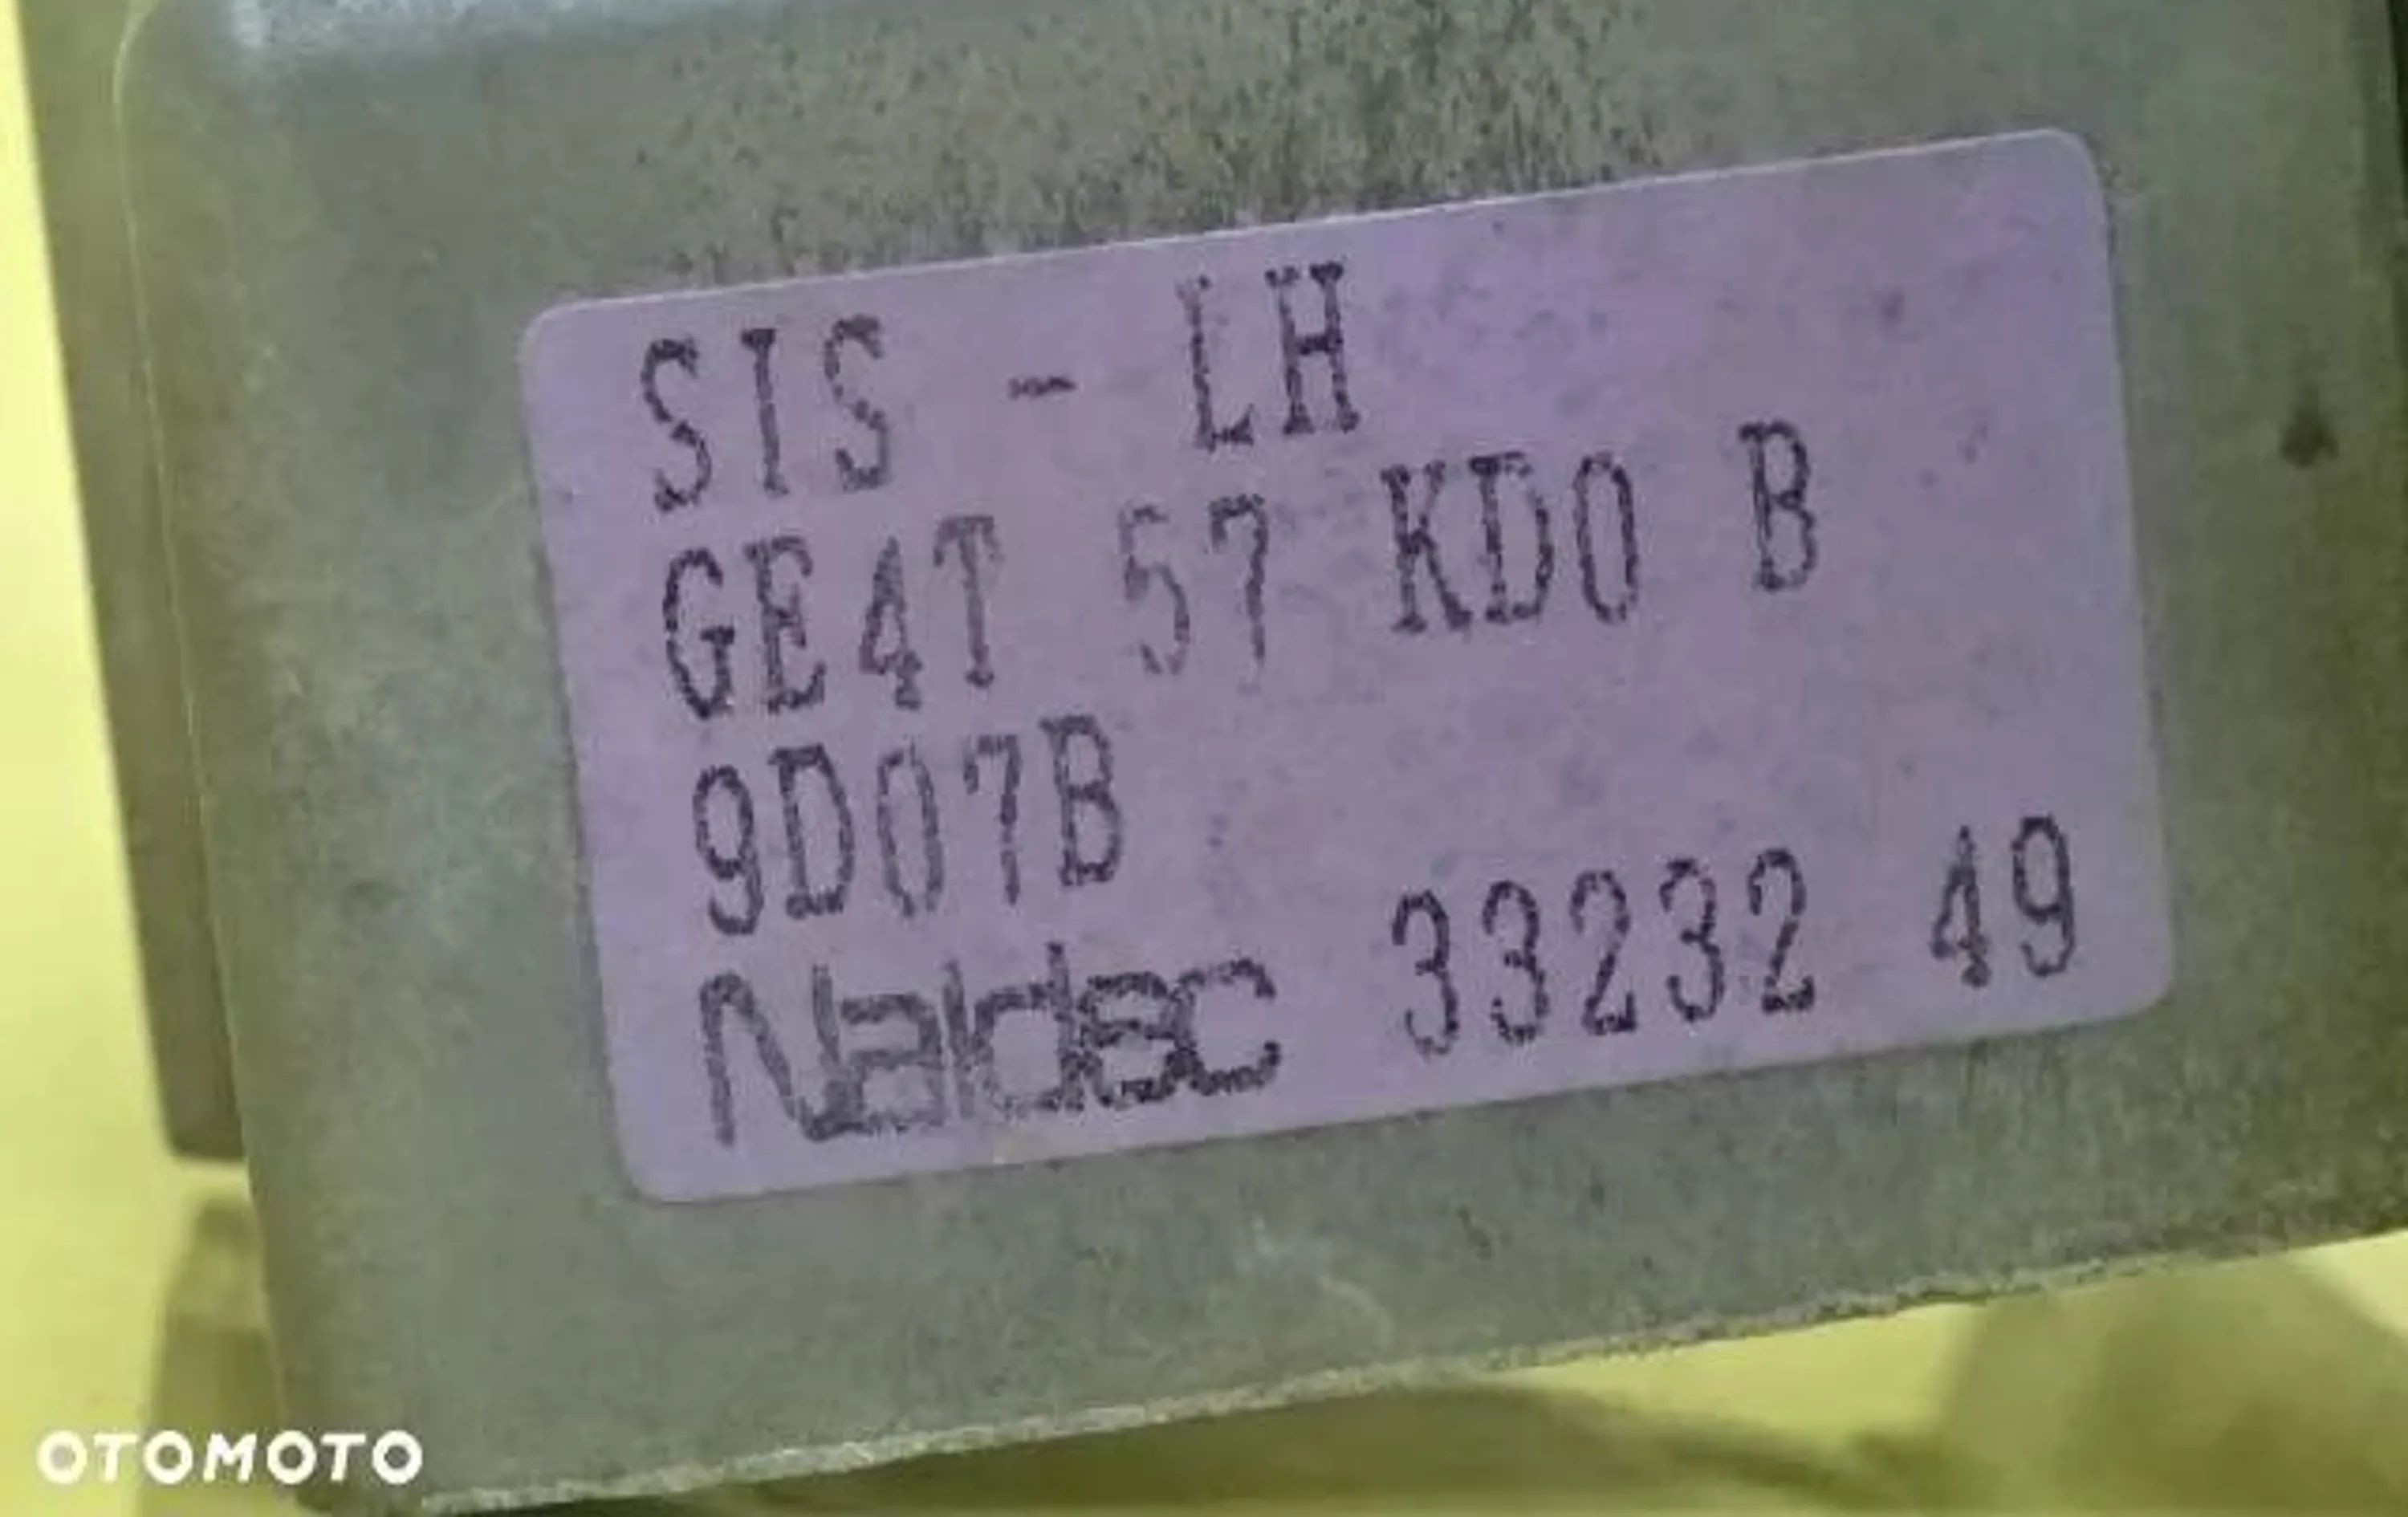 SIS - LH
GE4T 57 KD0 B
9D07B
Naldec 33232 49
OTOMOTO